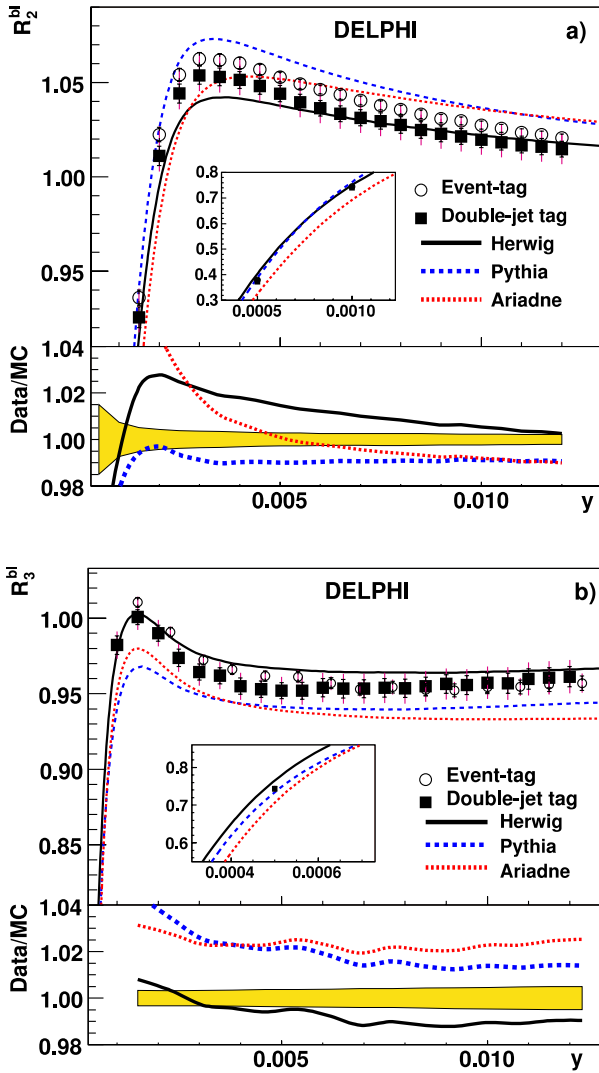 R2^bl
DELPHI
a)
1.05
1.00
0.95
0.8
0.7
0.6
0.5
0.4
0.3
0.0005
0.0010
Event-tag
Double-jet tag
Herwig
Pythia
Ariadne
Data/MC
1.04
1.02
1.00
0.98
0.005
0.010
y
R3^bl
DELPHI
b)
1.00
0.95
0.90
0.85
0.8
0.7
0.6
0.0004
0.0006
Event-tag
Double-jet tag
Herwig
Pythia
Ariadne
Data/MC
1.04
1.02
1.00
0.98
0.005
0.010
y